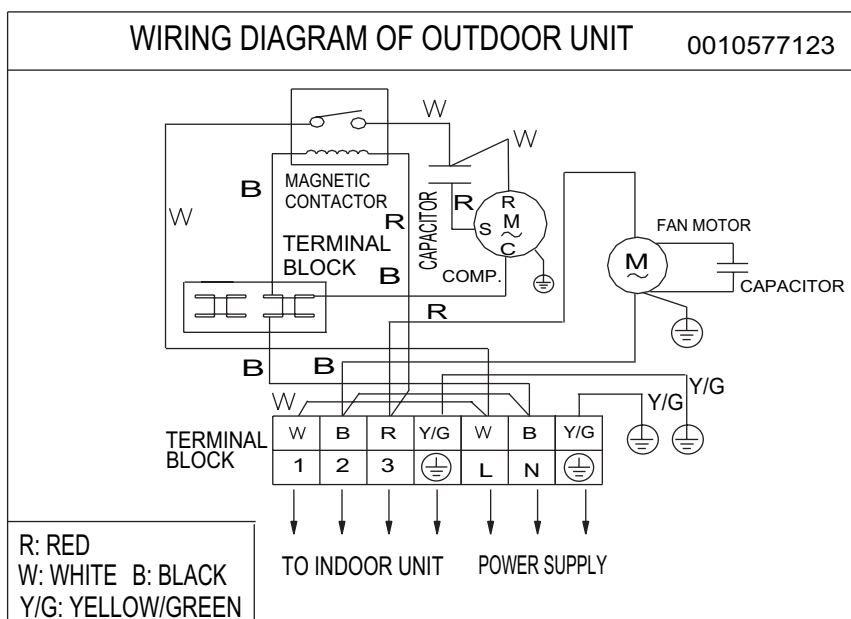 WIRING DIAGRAM OF OUTDOOR UNIT 0010577123
W
W
B
MAGNETIC
CONTACTOR
W
R
CAPACITOR
R
R
S
M
C
COMP.
FAN MOTOR
M
CAPACITOR
TERMINAL
BLOCK
B
R
B
B
Y/G
Y/G
W
TERMINAL
BLOCK
W B R Y/G W B Y/G
1 2 3 L N
TO INDOOR UNIT POWER SUPPLY
R: RED
W: WHITE B: BLACK
Y/G: YELLOW/GREEN